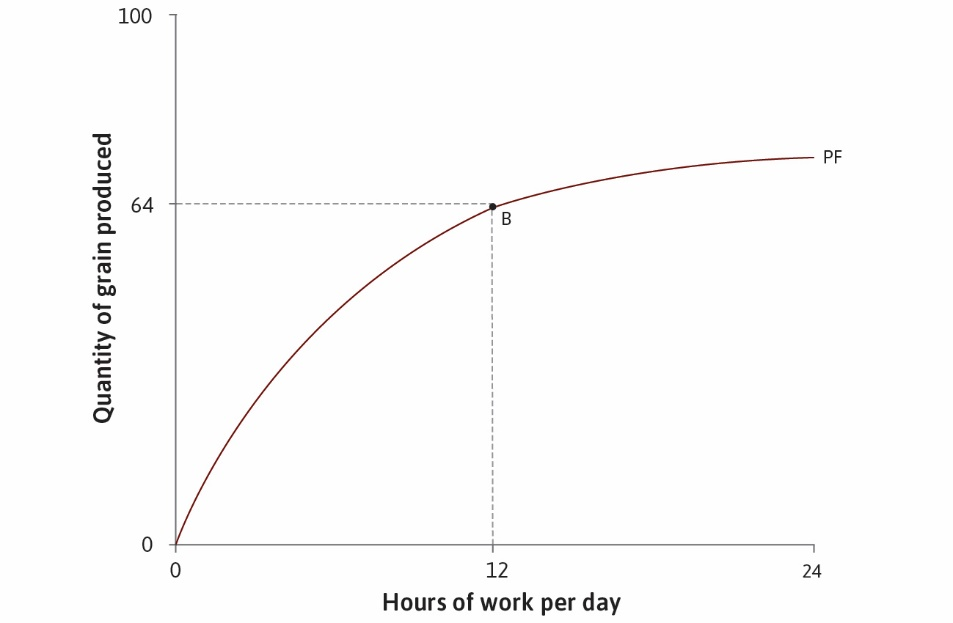 100
Quantity of grain produced
64
0
PF
B
0
12
24
Hours of work per day